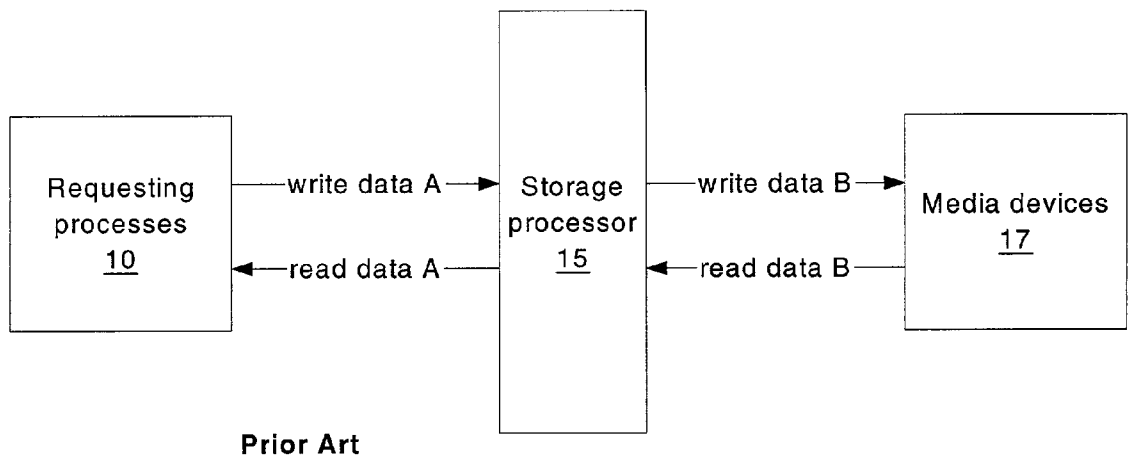 Requesting
processes
10
write data A
read data A
Storage
processor
15
write data B
read data B
Media devices
17
Prior Art